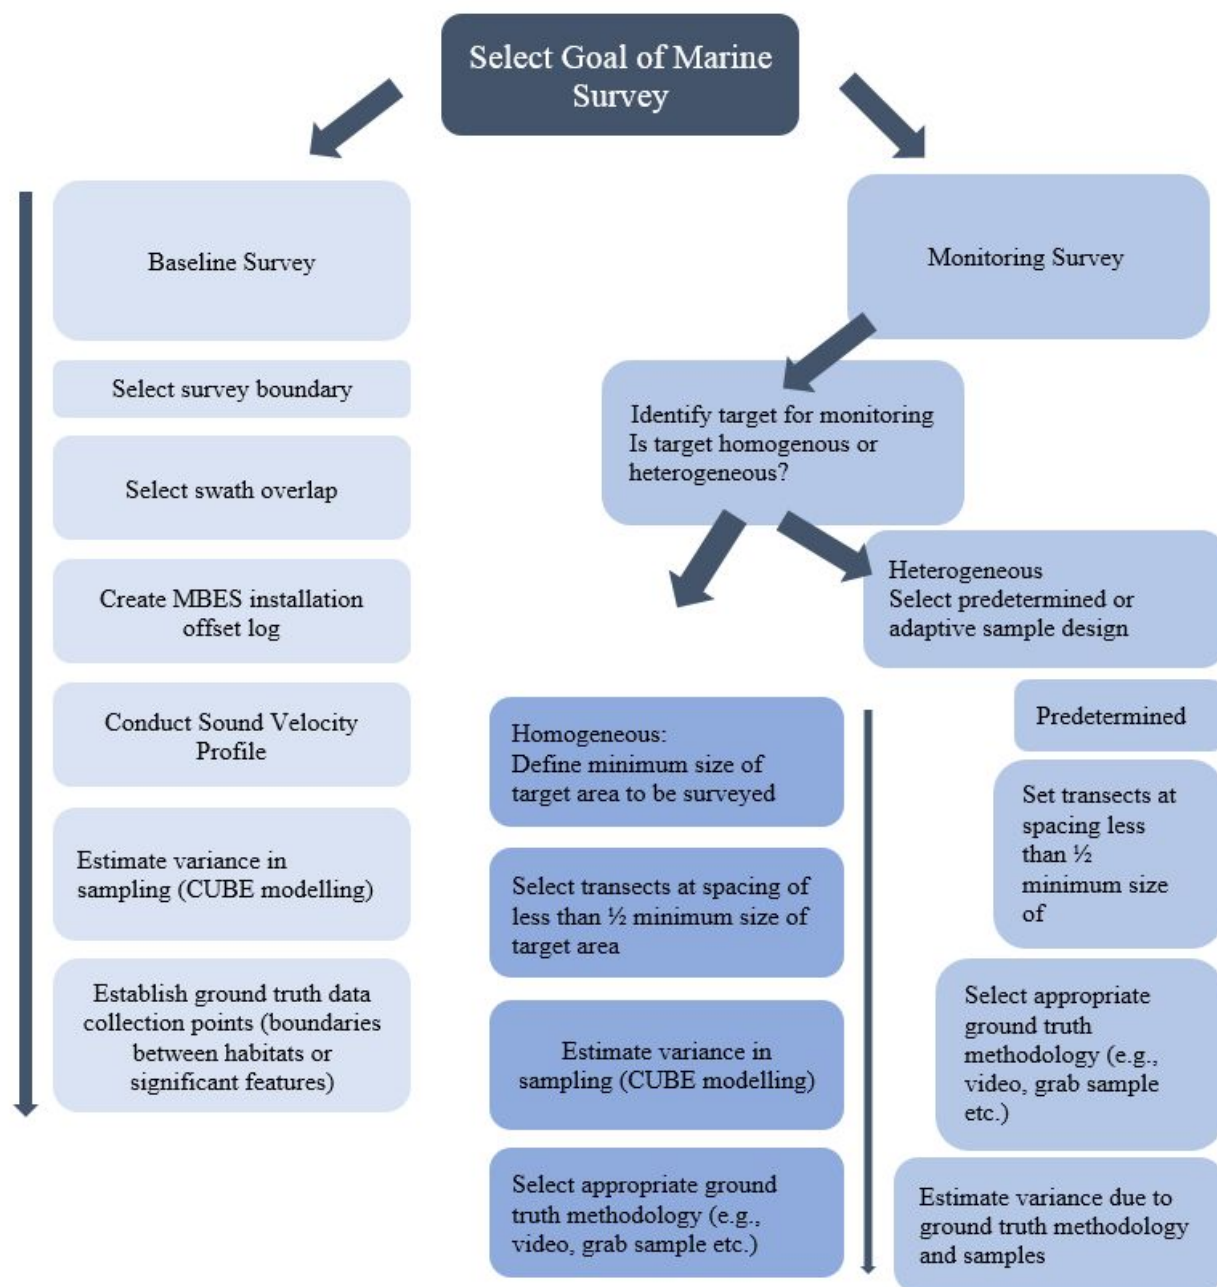 Select Goal of Marine
Survey
Baseline Survey
Select survey boundary
Select swath overlap
Create MBES installation
offset log
Conduct Sound Velocity
Profile
Estimate variance in
sampling (CUBE modelling)
Establish ground truth data
collection points (boundaries
between habitats or
significant features)
Monitoring Survey
Identify target for monitoring
Is target homogenous or
heterogeneous?
Homogeneous:
Define minimum size of
target area to be surveyed
Select transects at spacing of
less than ½ minimum size of
target area
Estimate variance in
sampling (CUBE modelling)
Select appropriate ground
truth methodology (e.g.,
video, grab sample etc.)
Heterogeneous
Select predetermined or
adaptive sample design
Predetermined
Set transects at
spacing less
than ½
minimum size
of
Select appropriate
ground truth
methodology (e.g.,
video, grab sample
etc.)
Estimate variance due to
ground truth methodology
and samples